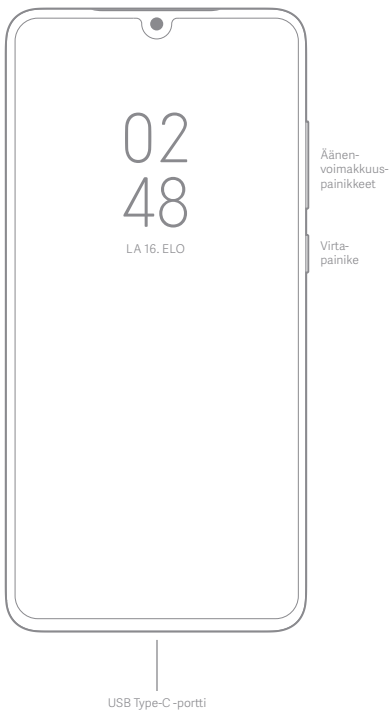 02
48
LA 16. ELO
Äänen-
voimakkuus-
painikkeet
Virta-
painike
USB Type-C -portti